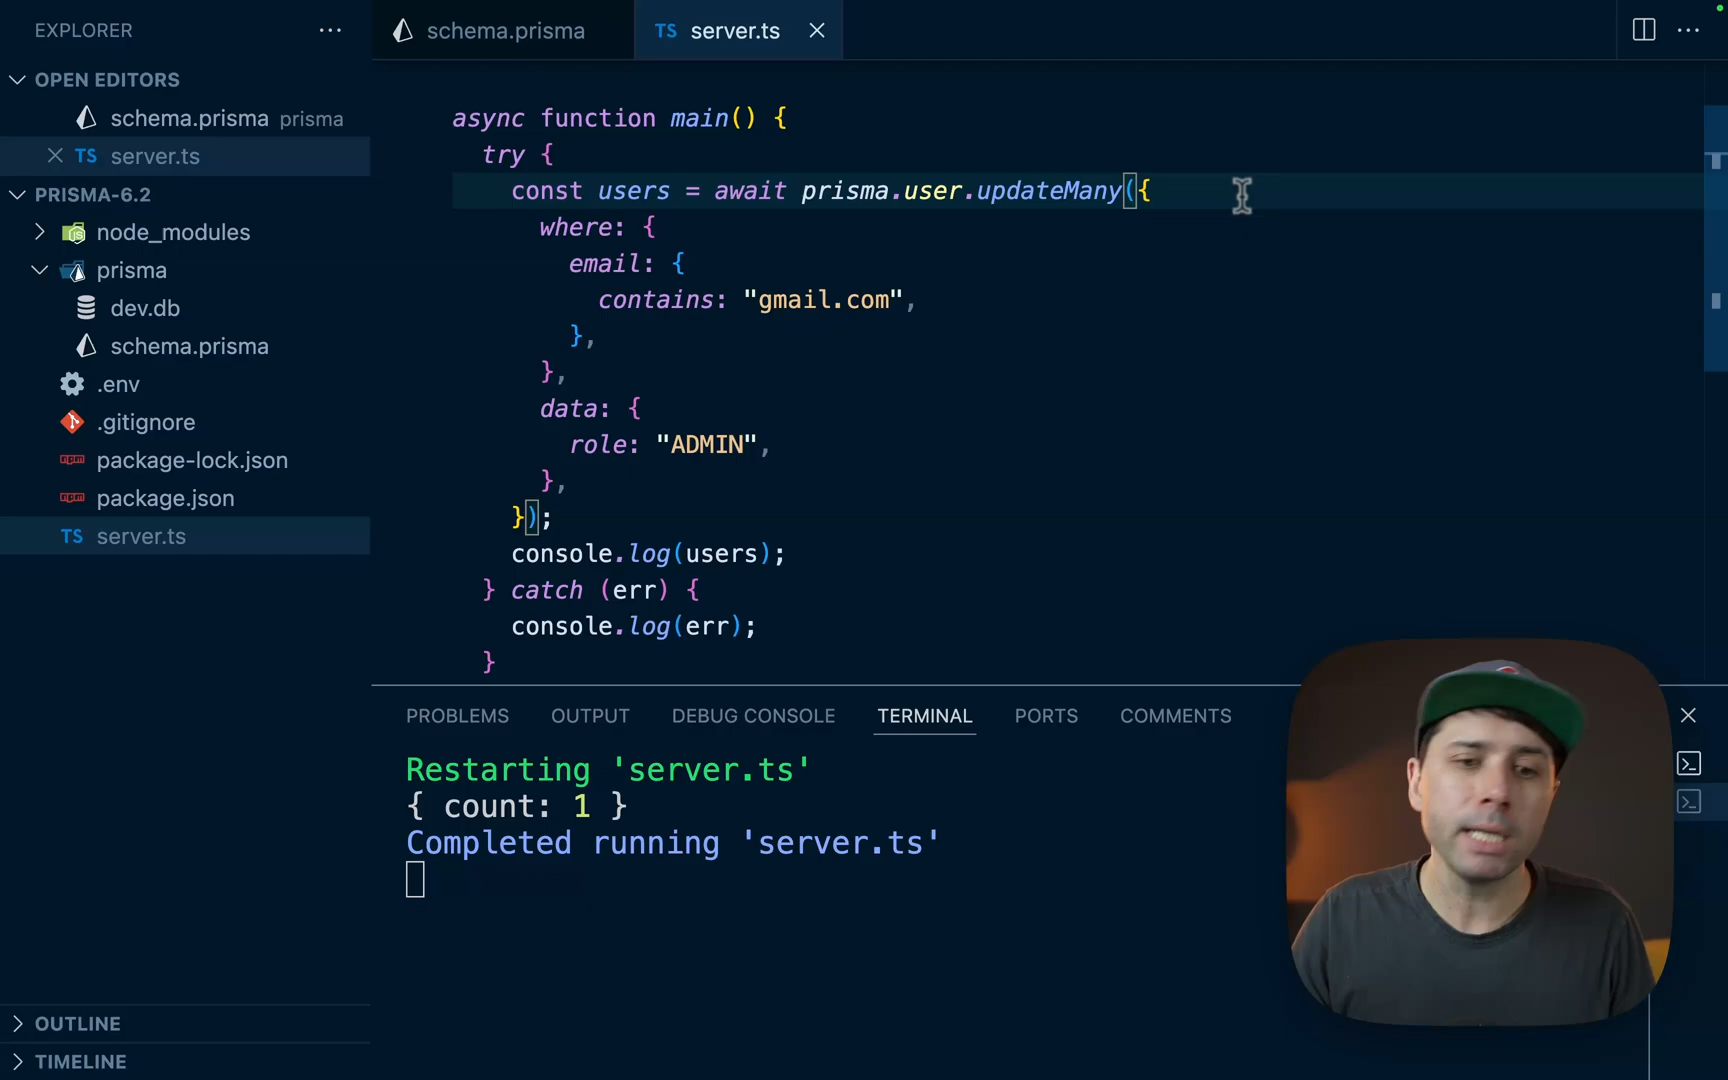 EXPLORER
OPEN EDITORS
schema.prisma prisma
TS server.ts
PRISMA-6.2
node_modules
prisma
dev.db
schema.prisma
.env
.gitignore
package-lock.json
package.json
TS server.ts
OUTLINE
TIMELINE
schema.prisma
TS server.ts
async function main() {
try {
const users = await prisma.user.updateMany({
where: {
email: {
contains: "gmail.com",
},
},
data: {
role: "ADMIN",
},
});
console.log(users);
} catch (err) {
console.log(err);
}
PROBLEMS OUTPUT DEBUG CONSOLE TERMINAL PORTS COMMENTS
Restarting 'server.ts'
{ count: 1 }
Completed running 'server.ts'